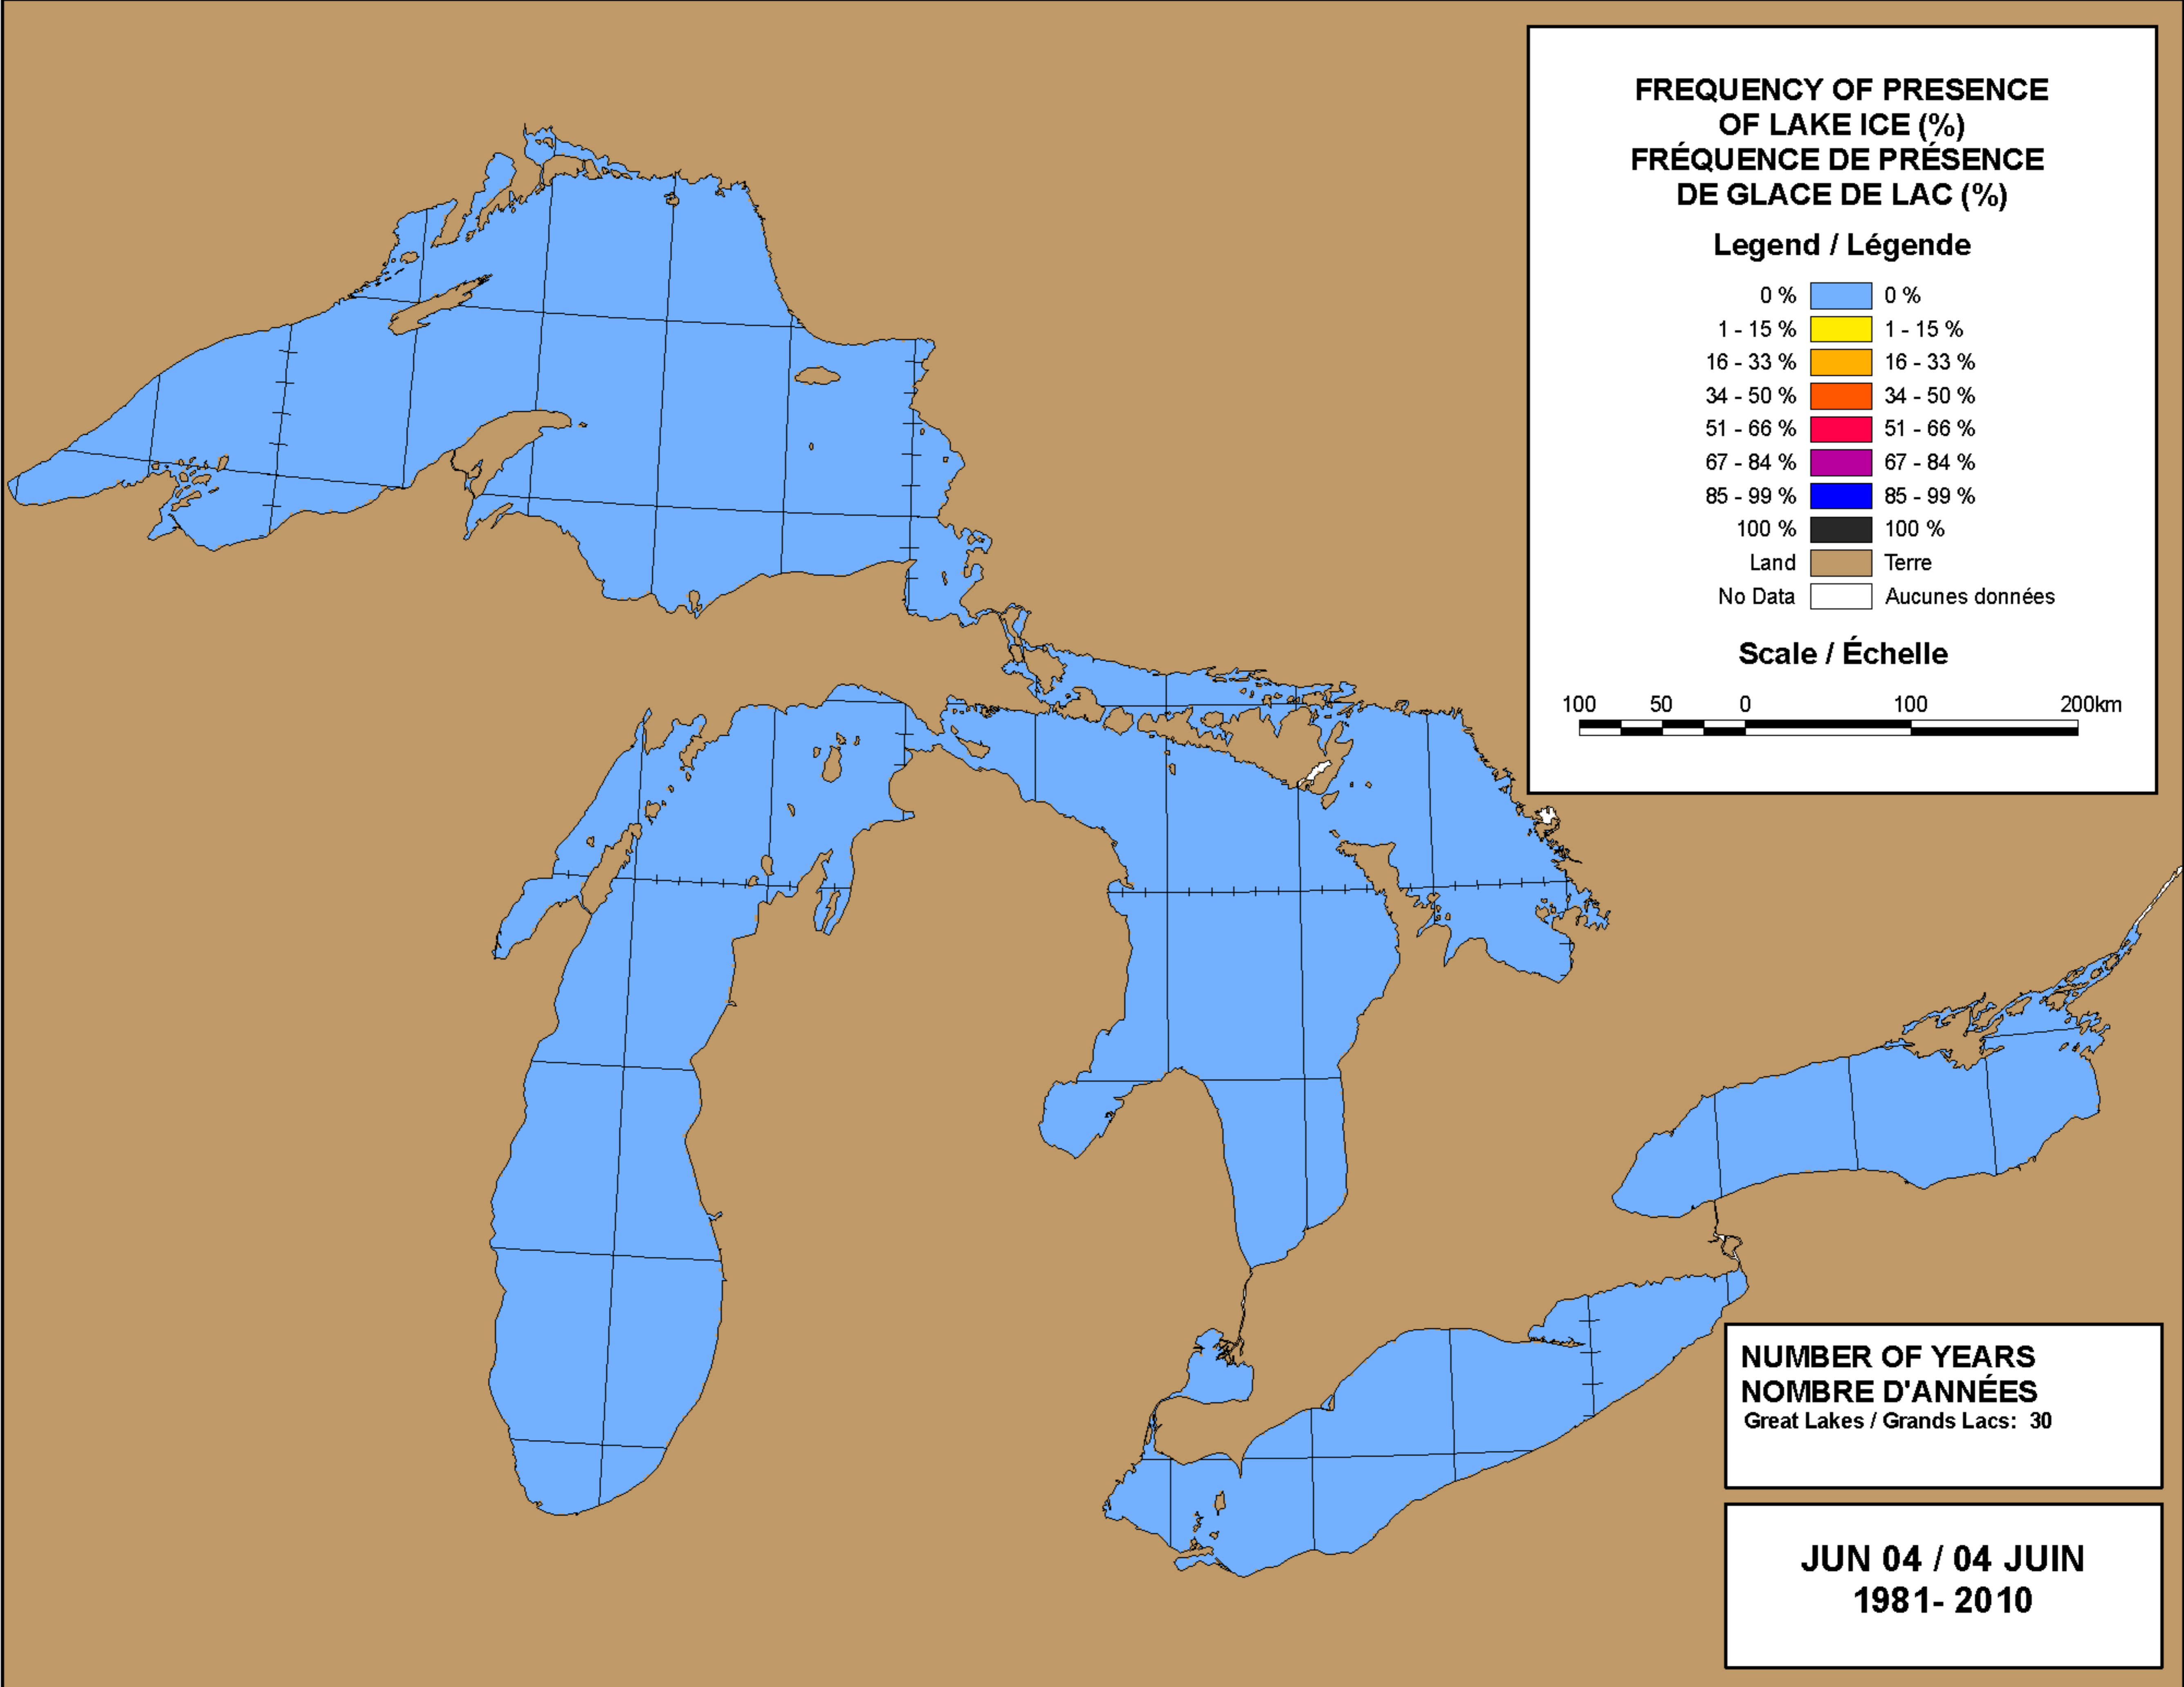 FREQUENCY OF PRESENCE
OF LAKE ICE (%)
FRÉQUENCE DE PRÉSENCE
DE GLACE DE LAC (%)
Legend / Légende
0 % 0 %
1 - 15 % 1 - 15 %
16 - 33 % 16 - 33 %
34 - 50 % 34 - 50 %
51 - 66 % 51 - 66 %
67 - 84 % 67 - 84 %
85 - 99 % 85 - 99 %
100 % 100 %
Land Terre
No Data Aucunes données
Scale / Échelle
100 50 0 100 200km
NUMBER OF YEARS
NOMBRE D'ANNÉES
Great Lakes / Grands Lacs: 30
JUN 04 / 04 JUIN
1981- 2010